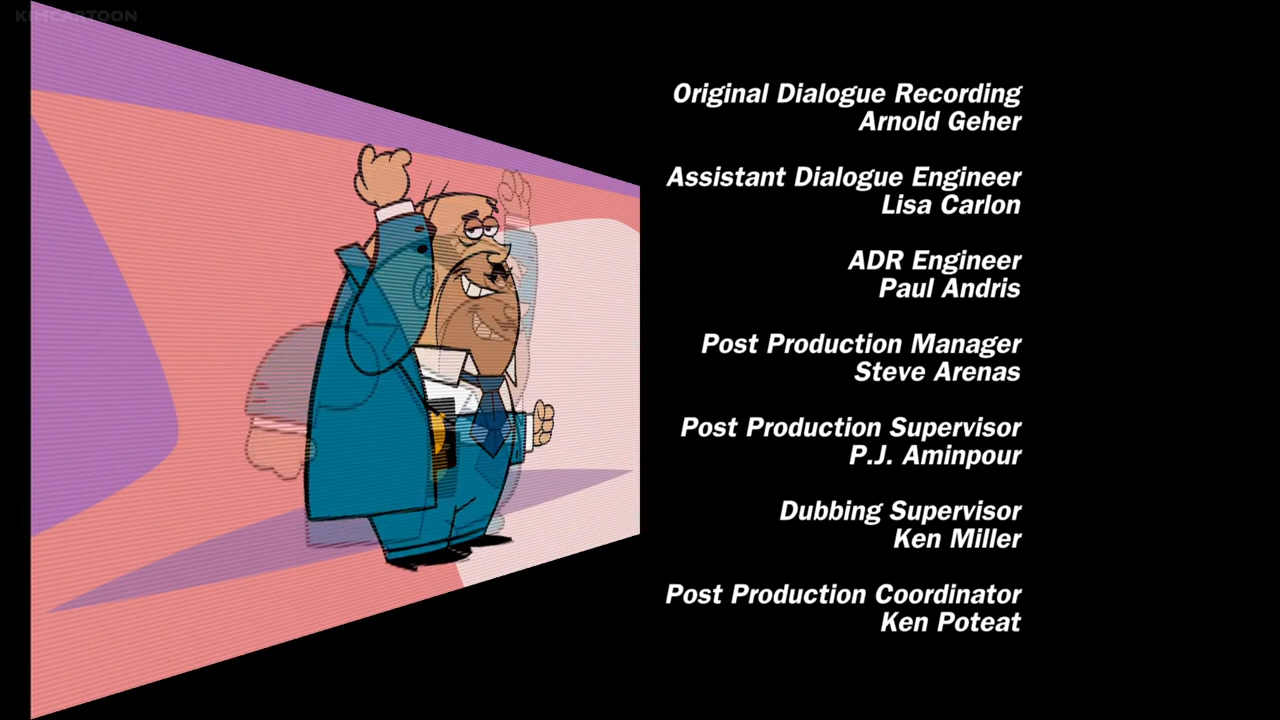 KIMCARTOON
Original Dialogue Recording
Arnold Geher
Assistant Dialogue Engineer
Lisa Carlon
ADR Engineer
Paul Andris
Post Production Manager
Steve Arenas
Post Production Supervisor
P.J. Aminpour
Dubbing Supervisor
Ken Miller
Post Production Coordinator
Ken Poteat